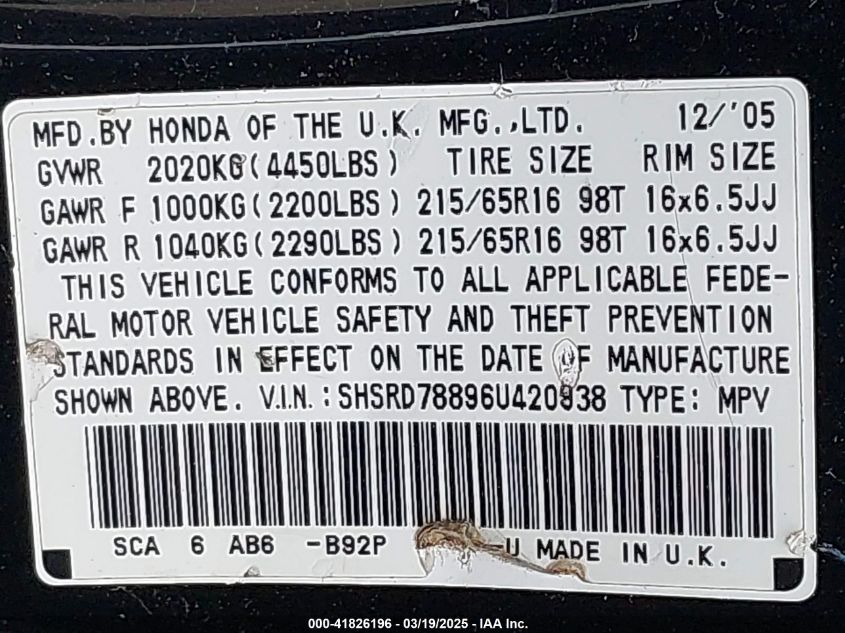 MFD.BY HONDA OF THE U.K. MFG.,LTD. 12/'05
GVWR 2020KG(4450LBS) TIRE SIZE RIM SIZE
GAWR F 1000KG(2200LBS) 215/65R16 98T 16x6.5JJ
GAWR R 1040KG(2290LBS) 215/65R16 98T 16x6.5JJ
THIS VEHICLE CONFORMS TO ALL APPLICABLE FEDE-
RAL MOTOR VEHICLE SAFETY AND THEFT PREVENTION
STANDARDS IN EFFECT ON THE DATE OF MANUFACTURE
SHOWN ABOVE. V.I.N.: SHSRD78896U420938 TYPE: MPV
SCA 6 AB6 -B92P -U MADE IN U.K.
000-41826196 - 03/19/2025 - IAA Inc.